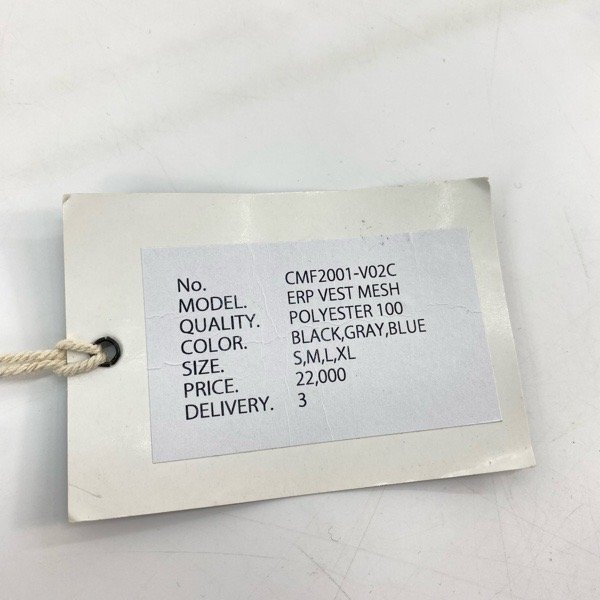 No. CMF2001-V02C
MODEL. ERP VEST MESH
QUALITY. POLYESTER 100
COLOR. BLACK,GRAY,BLUE
SIZE. S,M,L,XL
PRICE. 22,000
DELIVERY. 3